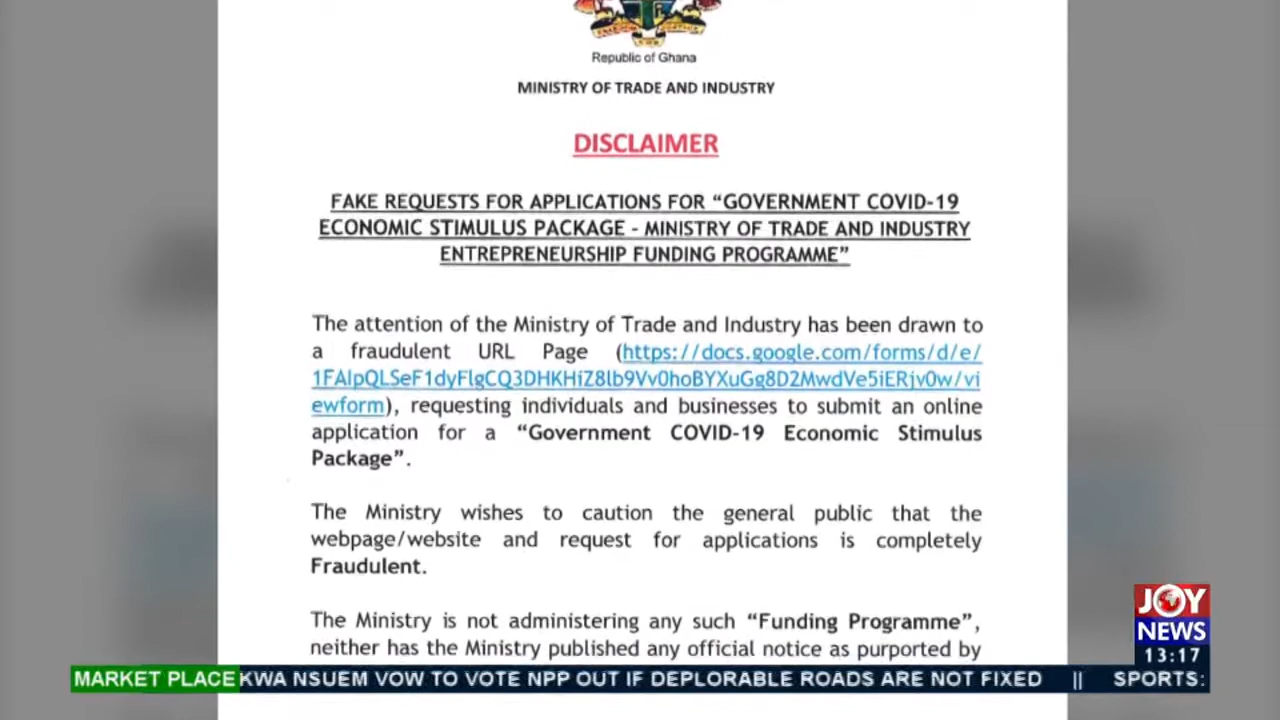 Republic of Ghana
MINISTRY OF TRADE AND INDUSTRY
DISCLAIMER
FAKE REQUESTS FOR APPLICATIONS FOR “GOVERNMENT COVID-19
ECONOMIC STIMULUS PACKAGE - MINISTRY OF TRADE AND INDUSTRY
ENTREPRENEURSHIP FUNDING PROGRAMME”
The attention of the Ministry of Trade and Industry has been drawn to
a fraudulent URL Page (https://docs.google.com/forms/d/e/
1FAIpQLSeF1dyFlgCQ3DHKHiZ8lb9Vv0hoBYXuGg8D2MwdVe5iERjv0w/vi
ewform), requesting individuals and businesses to submit an online
application for a “Government COVID-19 Economic Stimulus
Package”.
The Ministry wishes to caution the general public that the
webpage/website and request for applications is completely
Fraudulent.
The Ministry is not administering any such “Funding Programme”,
neither has the Ministry published any official notice as purported by
JOY
NEWS
13:17
MARKET PLACE KWA NSUEM VOW TO VOTE NPP OUT IF DEPLORABLE ROADS ARE NOT FIXED || SPORTS: